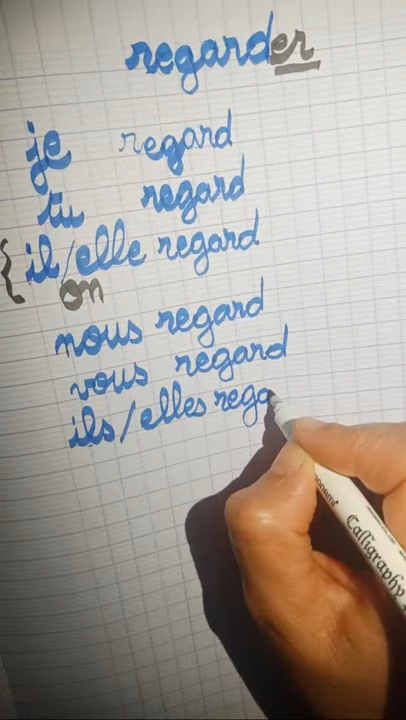 regarder
je regard
tu regard
il/elle regard
on
nous regard
vous regard
ils/elles rega
Calligraphy